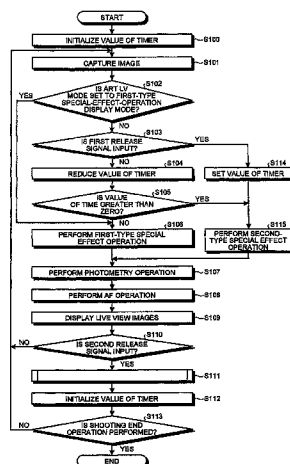 START
INITIALIZE VALUE OF TIMER
S100
CAPTURE IMAGE
S101
S102
IS ART LV
MODE SET TO FIRST-TYPE
SPECIAL-EFFECT-OPERATION
DISPLAY MODE?
YES
NO
S103
IS FIRST RELEASE
SIGNAL INPUT?
YES
NO
S104
REDUCE VALUE OF TIMER
S114
SET VALUE OF TIMER
S105
IS VALUE
OF TIME GREATER THAN
ZERO?
YES
NO
S106
PERFORM FIRST-TYPE SPECIAL
EFFECT OPERATION
S115
PERFORM SECOND-
TYPE SPECIAL EFFECT
OPERATION
S107
PERFORM PHOTOMETRY OPERATION
S108
PERFORM AF OPERATION
S109
DISPLAY LIVE VIEW IMAGES
S110
NO
IS SECOND RELEASE
SIGNAL INPUT?
YES
S111
S112
INITIALIZE VALUE OF TIMER
S113
NO
IS SHOOTING END
OPERATION PERFORMED?
YES
END